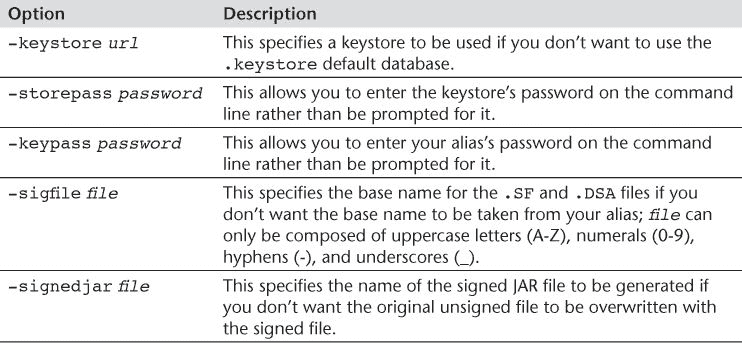 Option Description
–keystore url This specifies a keystore to be used if you don't want to use the
.keystore default database.
–storepass password This allows you to enter the keystore's password on the command
line rather than be prompted for it.
–keypass password This allows you to enter your alias's password on the command
line rather than be prompted for it.
–sigfile file This specifies the base name for the .SF and .DSA files if you
don't want the base name to be taken from your alias; file can
only be composed of uppercase letters (A-Z), numerals (0-9),
hyphens (-), and underscores (_).
–signedjar file This specifies the name of the signed JAR file to be generated if
you don't want the original unsigned file to be overwritten with
the signed file.